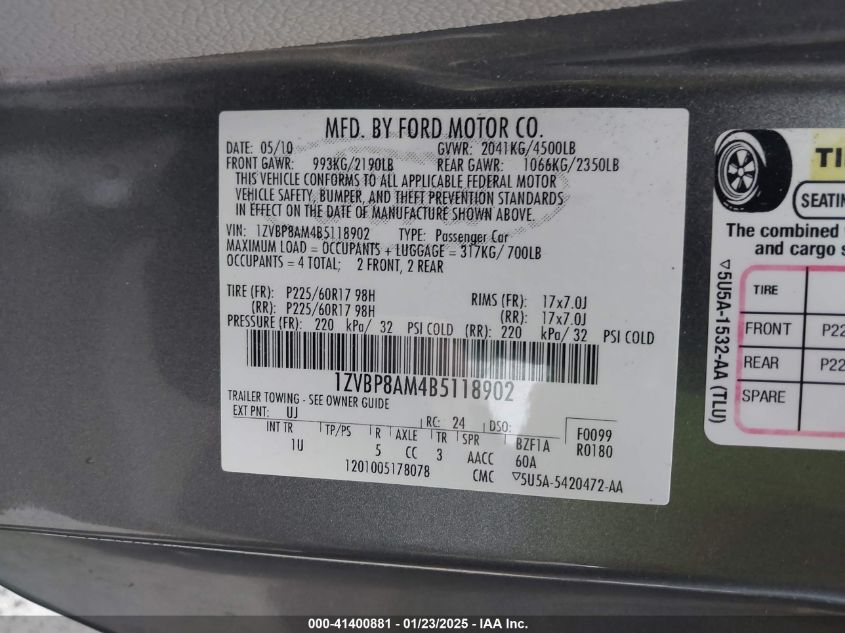 MFD. BY FORD MOTOR CO.
DATE: 05/10 GVWR: 2041KG/4500LB
FRONT GAWR: 993KG/2190LB REAR GAWR: 1066KG/2350LB
THIS VEHICLE CONFORMS TO ALL APPLICABLE FEDERAL MOTOR
VEHICLE SAFETY, BUMPER, AND THEFT PREVENTION STANDARDS
IN EFFECT ON THE DATE OF MANUFACTURE SHOWN ABOVE.
VIN: 1ZVBP8AM4B5118902 TYPE: Passenger Car
MAXIMUM LOAD = OCCUPANTS + LUGGAGE = 317KG/700LB
OCCUPANTS = 4 TOTAL; 2 FRONT, 2 REAR
TIRE (FR): P225/60R17 98H RIMS (FR): 17x7.0J
(RR): P225/60R17 98H (RR): 17x7.0J
PRESSURE (FR): 220 kPa/ 32 PSI COLD (RR): 220 kPa/32 PSI COLD
1ZVBP8AM4B5118902
TRAILER TOWING - SEE OWNER GUIDE
EXT PNT: UJ RC: 24 DSO: F0099
INT TR TP/PS R AXLE TR SPR BZF1A R0180
1U 5 CC 3 AACC 60A
1201005178078 CMC ▽5U5A-5420472-AA
TI
SEATIN
The combined
and cargo s
▽5U5A-1532-AA (TLU)
TIRE
FRONT P22
REAR P22
SPARE
000-41400881 / 01/23/2025 / IAA Inc.